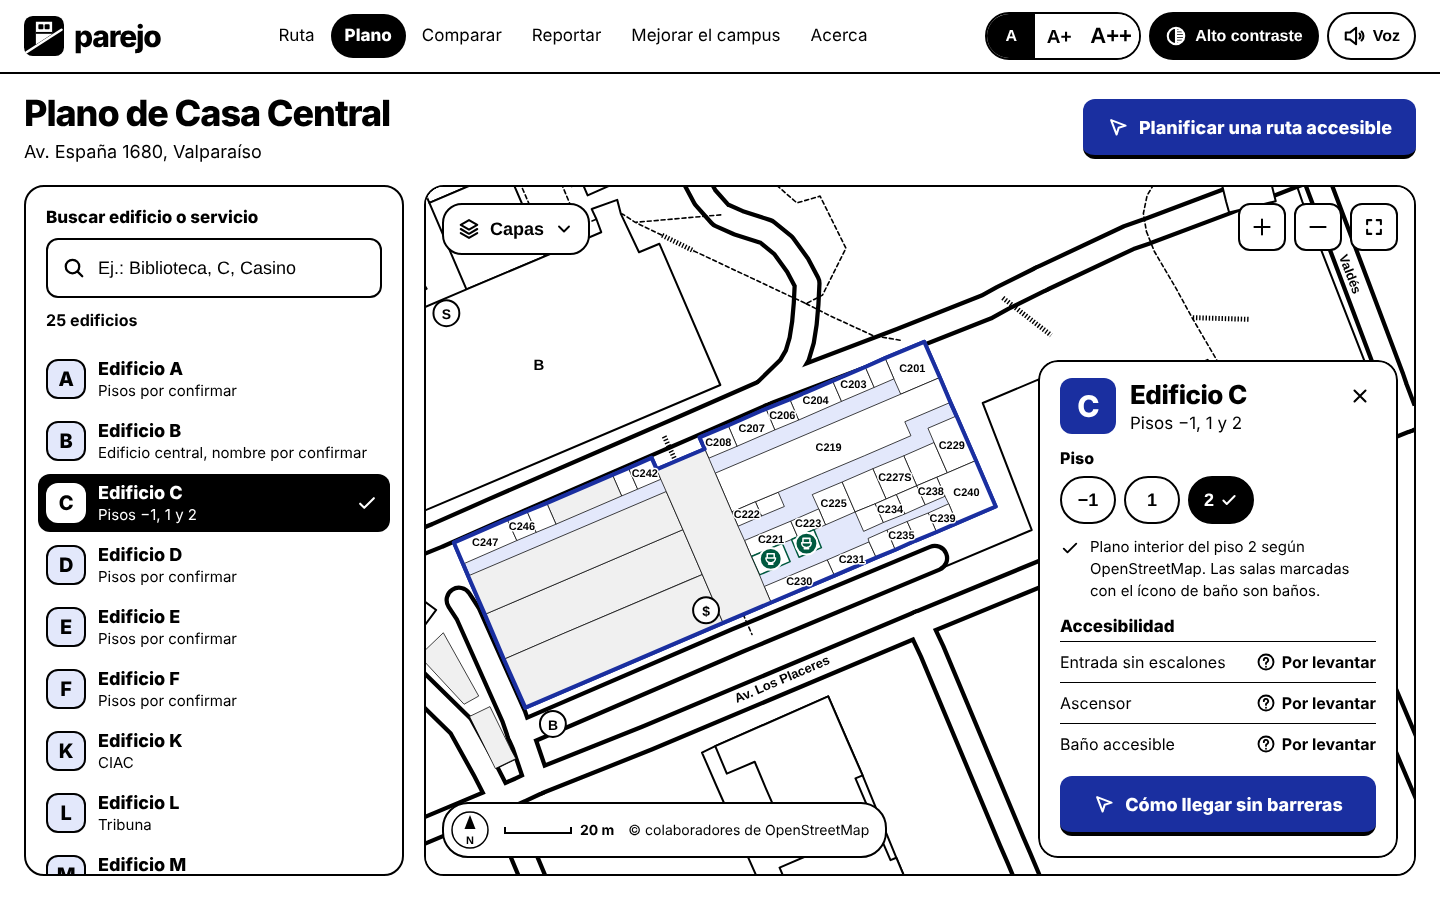 parejo
Ruta
Plano
Comparar
Reportar
Mejorar el campus
Acerca
A
A+
A++
Alto contraste
Voz
Plano de Casa Central
Av. España 1680, Valparaíso
Planificar una ruta accesible
Buscar edificio o servicio
Ej.: Biblioteca, C, Casino
25 edificios
A
Edificio A
Pisos por confirmar
B
Edificio B
Edificio central, nombre por confirmar
C
Edificio C
Pisos −1, 1 y 2
D
Edificio D
Pisos por confirmar
E
Edificio E
Pisos por confirmar
F
Edificio F
Pisos por confirmar
K
Edificio K
CIAC
L
Edificio L
Tribuna
M
Edificio M
Capas
S
B
Valdés
C201
C203
C204
C206
C207
C208
C219
C229
C242
C227S
C238
C240
C225
C234
C222
C239
C223
C246
C221
C235
C247
C231
C230
$
Av. Los Placeres
B
N
20 m
© colaboradores de OpenStreetMap
C
Edificio C
Pisos −1, 1 y 2
Piso
−1
1
2
Plano interior del piso 2 según
OpenStreetMap. Las salas marcadas
con el ícono de baño son baños.
Accesibilidad
Entrada sin escalones
Por levantar
Ascensor
Por levantar
Baño accesible
Por levantar
Cómo llegar sin barreras